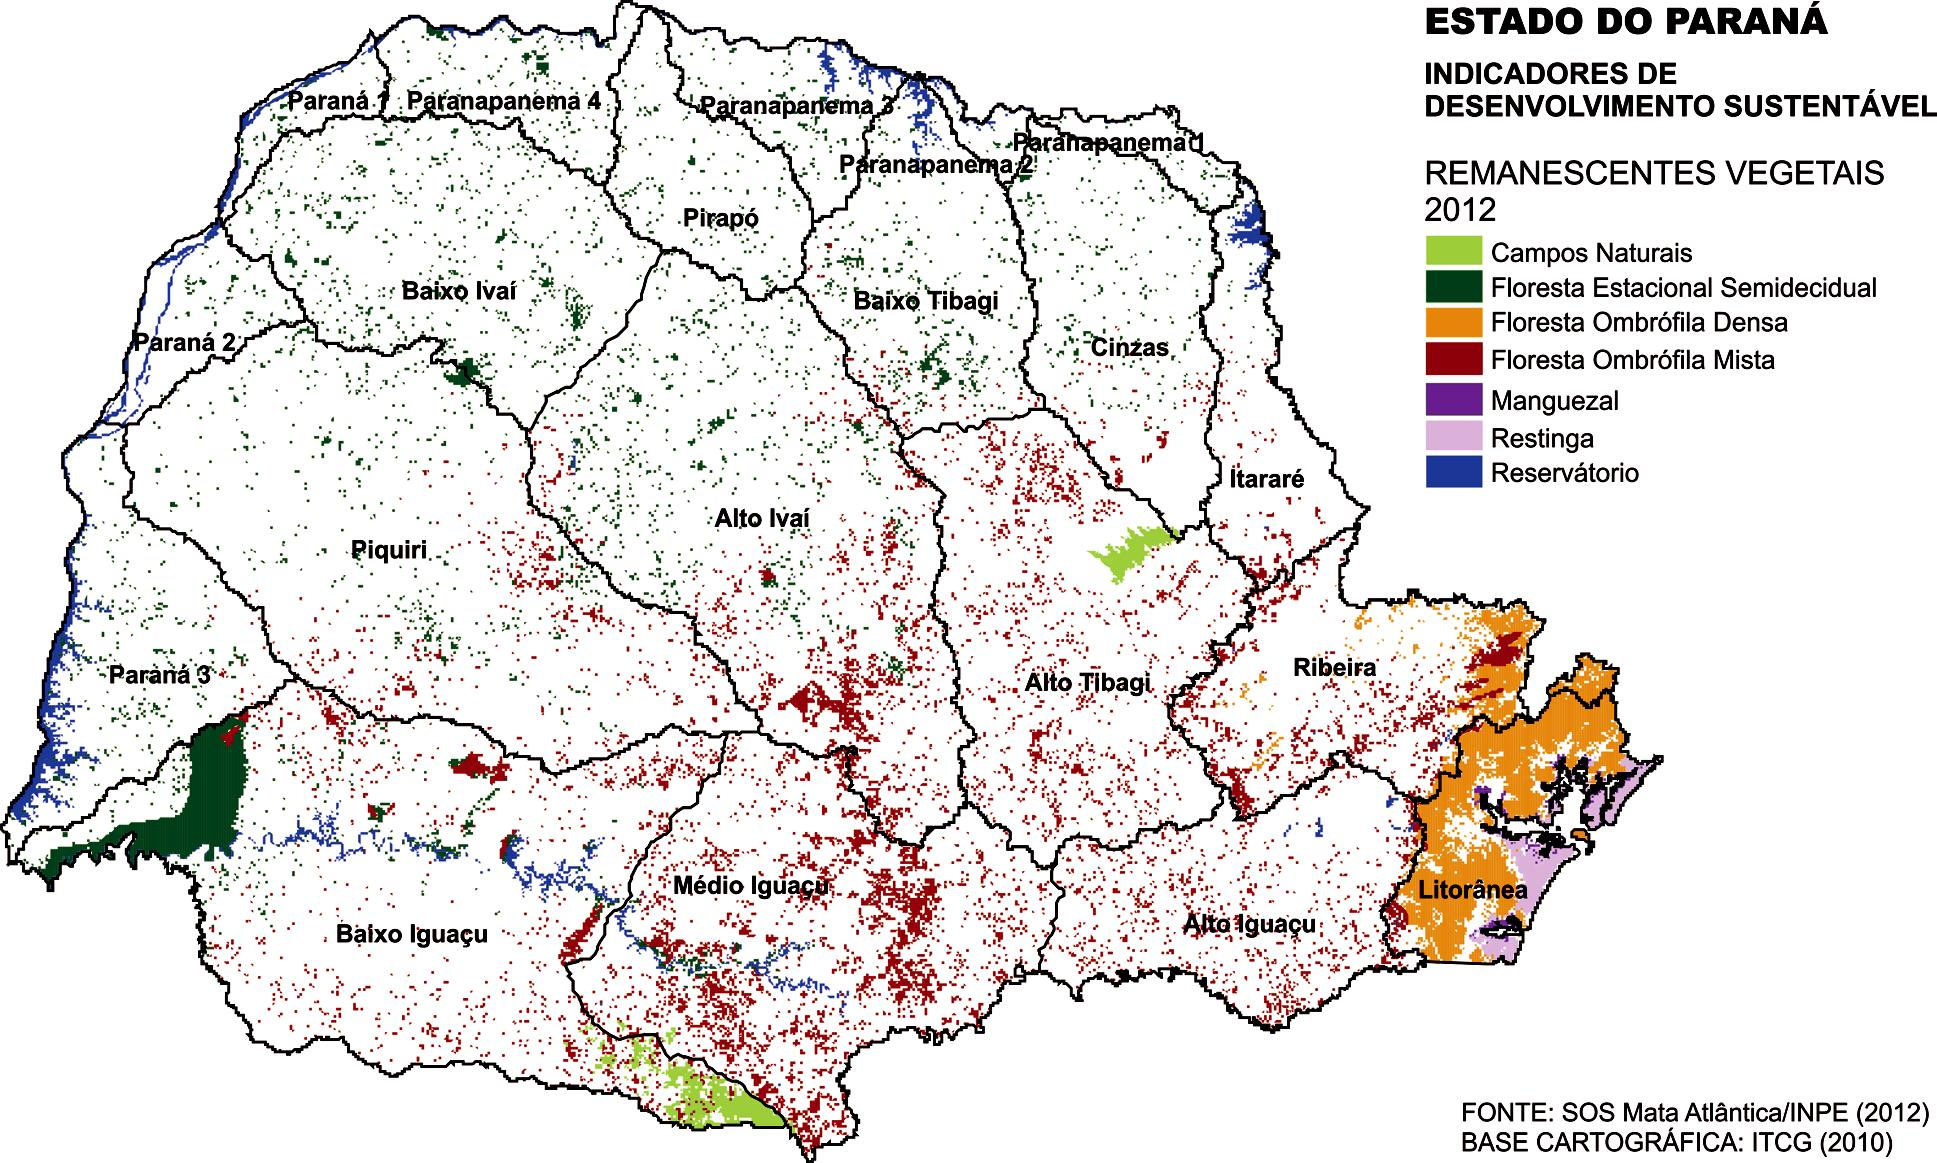 ESTADO DO PARANÁ
INDICADORES DE
DESENVOLVIMENTO SUSTENTÁVEL
REMANESCENTES VEGETAIS
2012
Campos Naturais
Floresta Estacional Semidecidual
Floresta Ombrófila Densa
Floresta Ombrófila Mista
Manguezal
Restinga
Reservátorio
Paraná 1
Paranapanema 4
Paranapanema 3
Paranapanema 1
Paranapanema 2
Pirapó
Baixo Ivaí
Baixo Tibagi
Paraná 2
Cinzas
Itararé
Alto Ivaí
Piquiri
Ribeira
Paraná 3
Alto Tibagi
Médio Iguaçu
Litorânea
Alto Iguaçu
Baixo Iguaçu
FONTE: SOS Mata Atlântica/INPE (2012)
BASE CARTOGRÁFICA: ITCG (2010)